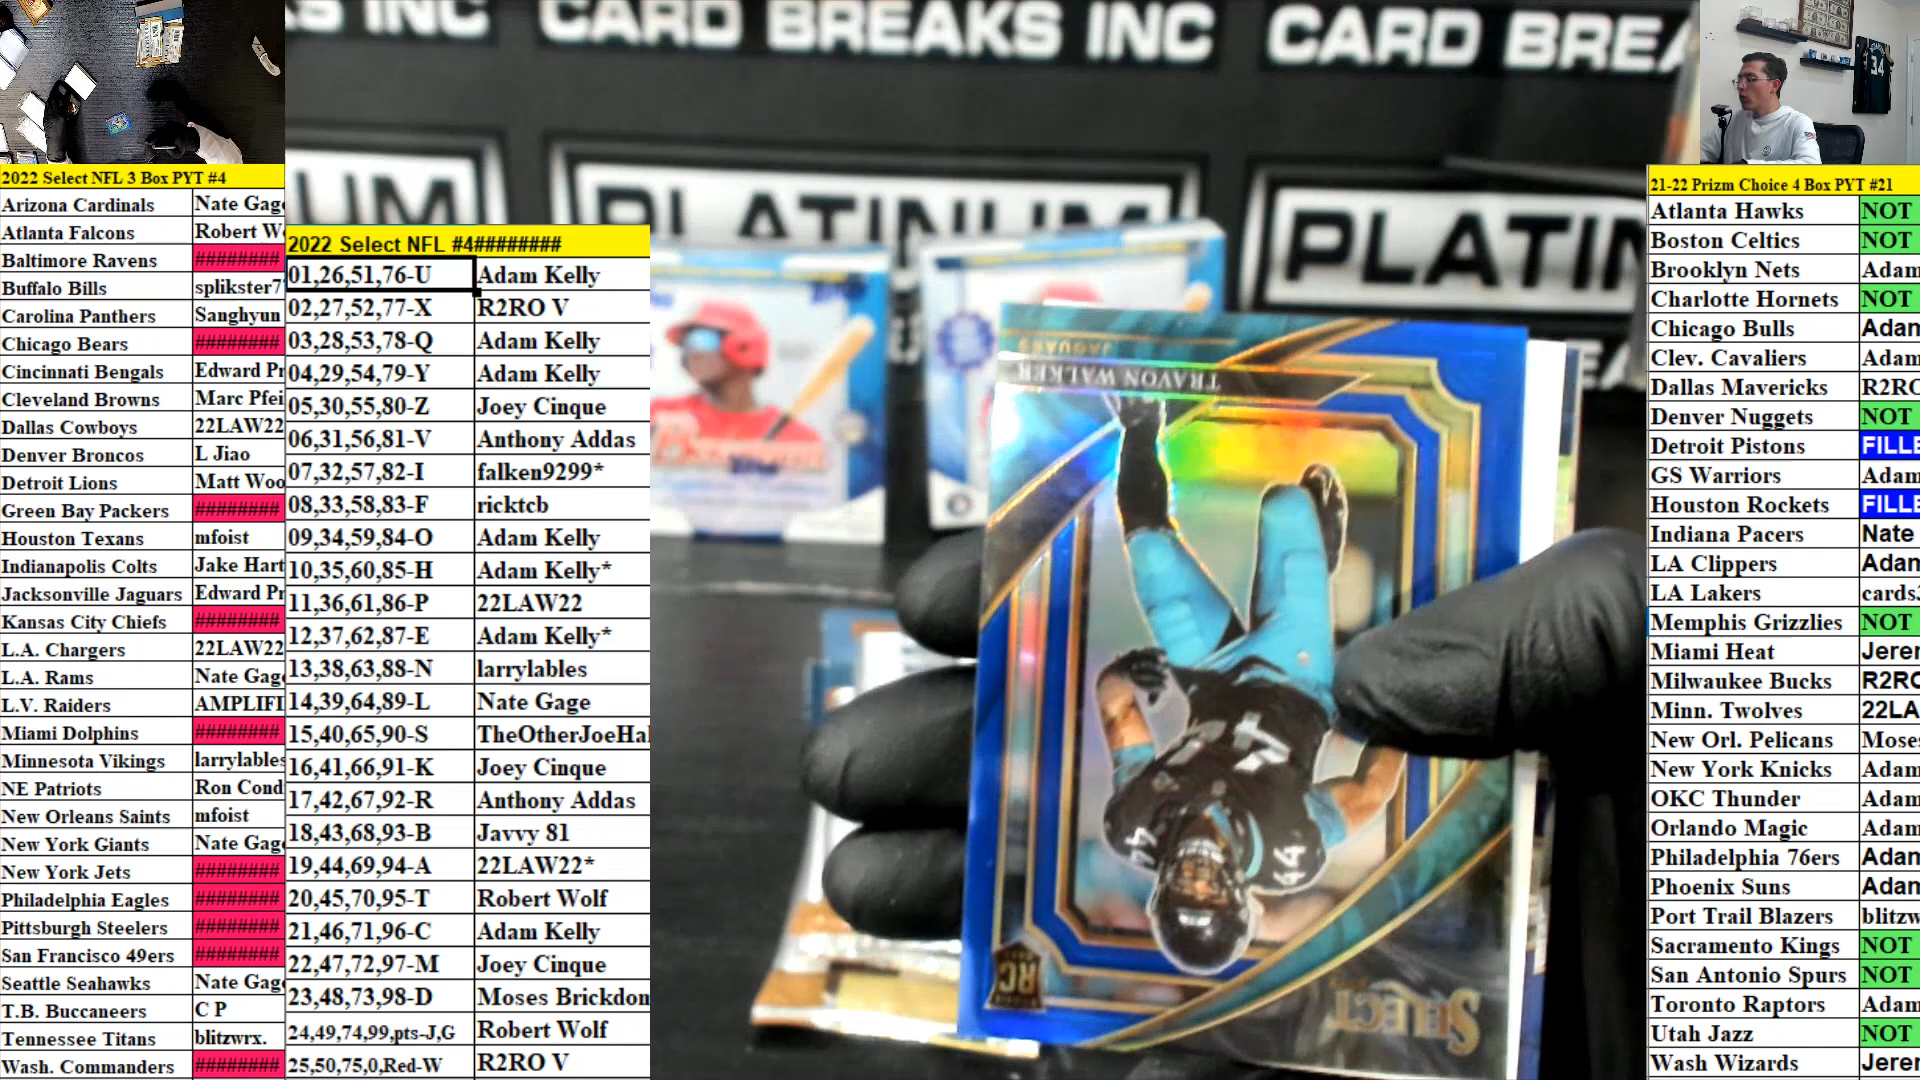 KS INC CARD BREAKS INC CARD BREA
UM PLATINUM PLATIN
34
2022 Select NFL 3 Box PYT #4
Arizona Cardinals Nate Gag
Atlanta Falcons Robert W
Baltimore Ravens ########
Buffalo Bills splikster7
Carolina Panthers Sanghyun
Chicago Bears ########
Cincinnati Bengals Edward Pr
Cleveland Browns Marc Pfei
Dallas Cowboys 22LAW22
Denver Broncos L Jiao
Detroit Lions Matt Woo
Green Bay Packers ########
Houston Texans mfoist
Indianapolis Colts Jake Hart
Jacksonville Jaguars Edward Pr
Kansas City Chiefs ########
L.A. Chargers 22LAW22
L.A. Rams Nate Gag
L.V. Raiders AMPLIFI
Miami Dolphins ########
Minnesota Vikings larrylables
NE Patriots Ron Cond
New Orleans Saints mfoist
New York Giants Nate Gag
New York Jets ########
Philadelphia Eagles ########
Pittsburgh Steelers ########
San Francisco 49ers ########
Seattle Seahawks Nate Gag
T.B. Buccaneers C P
Tennessee Titans blitzwrx.
Wash. Commanders ########
2022 Select NFL #4########
01,26,51,76-U Adam Kelly
02,27,52,77-X R2RO V
03,28,53,78-Q Adam Kelly
04,29,54,79-Y Adam Kelly
05,30,55,80-Z Joey Cinque
06,31,56,81-V Anthony Addas
07,32,57,82-I falken9299*
08,33,58,83-F ricktcb
09,34,59,84-O Adam Kelly
10,35,60,85-H Adam Kelly*
11,36,61,86-P 22LAW22
12,37,62,87-E Adam Kelly*
13,38,63,88-N larrylables
14,39,64,89-L Nate Gage
15,40,65,90-S TheOtherJoeHal
16,41,66,91-K Joey Cinque
17,42,67,92-R Anthony Addas
18,43,68,93-B Javvy 81
19,44,69,94-A 22LAW22*
20,45,70,95-T Robert Wolf
21,46,71,96-C Adam Kelly
22,47,72,97-M Joey Cinque
23,48,73,98-D Moses Brickdon
24,49,74,99,pts-J,G Robert Wolf
25,50,75,0,Red-W R2RO V
Bowman
JAGUARS
TRAVON WALKER
44
44
44
RC
SELECT
21-22 Prizm Choice 4 Box PYT #21
Atlanta Hawks NOT
Boston Celtics NOT
Brooklyn Nets Adam
Charlotte Hornets NOT
Chicago Bulls Adam
Clev. Cavaliers Adam
Dallas Mavericks R2RO
Denver Nuggets NOT
Detroit Pistons FILLE
GS Warriors Adam
Houston Rockets FILLE
Indiana Pacers Nate
LA Clippers Adam
LA Lakers cards3
Memphis Grizzlies NOT
Miami Heat Jerem
Milwaukee Bucks R2RO
Minn. Twolves 22LA
New Orl. Pelicans Moses
New York Knicks Adam
OKC Thunder Adam
Orlando Magic Adam
Philadelphia 76ers Adam
Phoenix Suns Adam
Port Trail Blazers blitzw
Sacramento Kings NOT
San Antonio Spurs NOT
Toronto Raptors Adam
Utah Jazz NOT
Wash Wizards Jerem